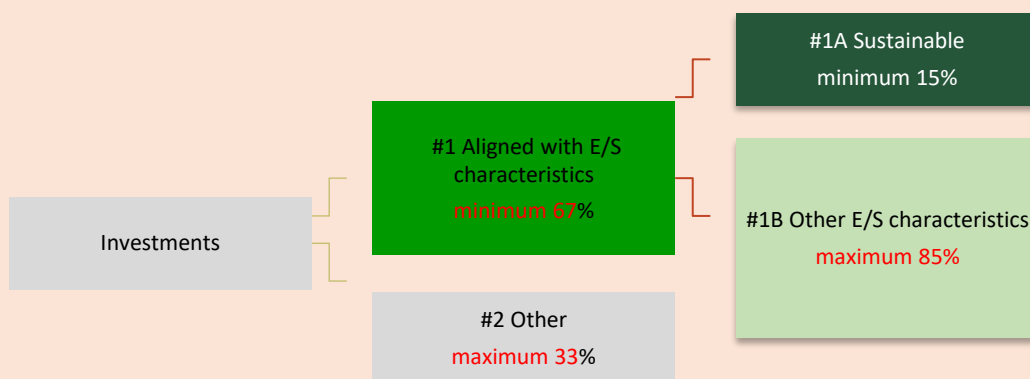 Investments
#1 Aligned with E/S
characteristics
minimum 67%
#2 Other
maximum 33%
#1A Sustainable
minimum 15%
#1B Other E/S characteristics
maximum 85%